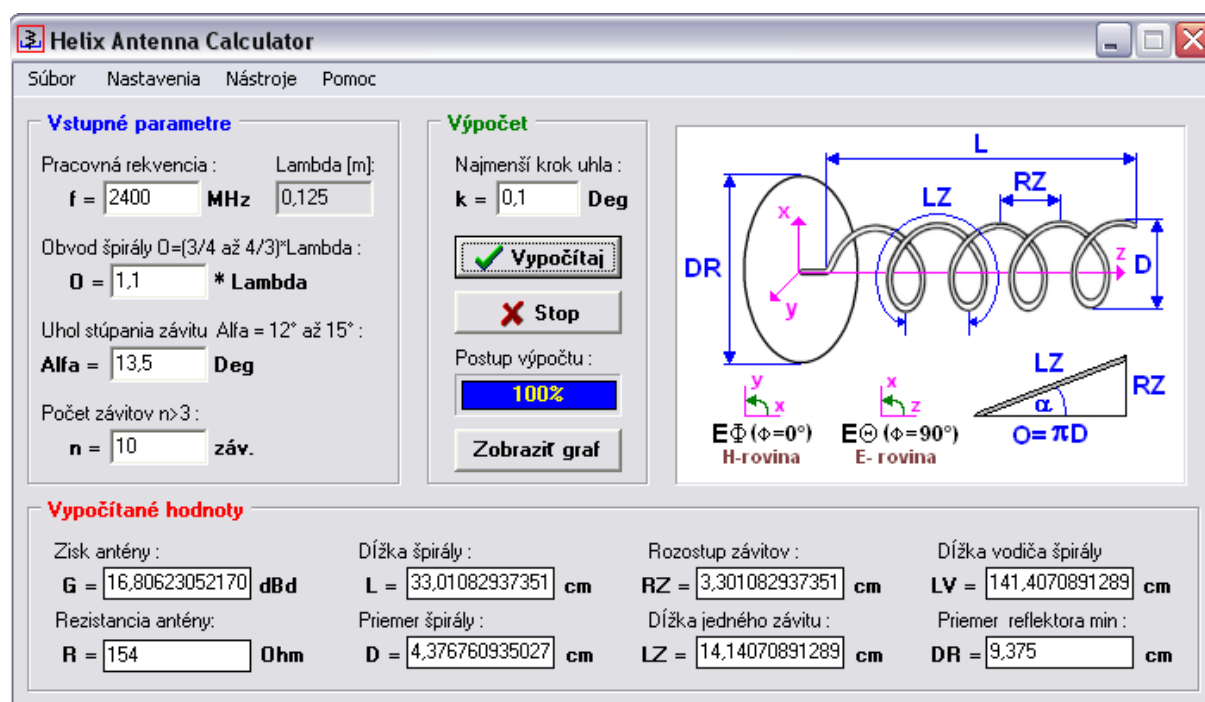 Helix Antenna Calculator
Súbor Nastavenia Nástroje Pomoc
Vstupné parametre
Pracovná rekvencia : Lambda [m]:
f = 2400 MHz 0,125
Obvod špirály O=(3/4 až 4/3)*Lambda :
O = 1,1 * Lambda
Uhol stúpania závitu Alfa = 12° až 15° :
Alfa = 13,5 Deg
Počet závitov n>3 :
n = 10 záv.
Výpočet
Najmenší krok uhla :
k = 0,1 Deg
Vypočítaj
Stop
Postup výpočtu :
100%
Zobraziť graf
L
RZ
LZ
x
DR
z
D
y
LZ
RZ
α
O= πD
y
x
EΦ (Φ=0°)
H-rovina
x
z
EΘ (Φ=90°)
E- rovina
Vypočítané hodnoty
Zisk antény : Dĺžka špirály : Rozostup závitov : Dĺžka vodiča špirály
G = 16,80623052170 dBd L = 33,01082937351 cm RZ = 3,301082937351 cm LV = 141,4070891289 cm
Rezistancia antény: Priemer špirály : Dĺžka jedného závitu : Priemer reflektora min :
R = 154 Ohm D = 4,376760935027 cm LZ = 14,14070891289 cm DR = 9,375 cm